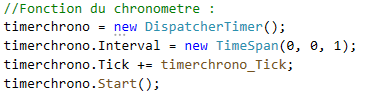 //Fonction du chronometre :
timerchrono = new DispatcherTimer();
timerchrono.Interval = new TimeSpan(0, 0, 1);
timerchrono.Tick += timerchrono_Tick;
timerchrono.Start();